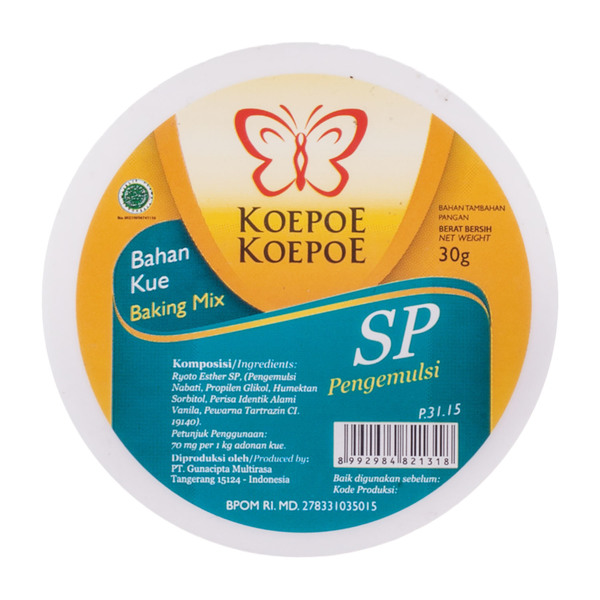 KOEPOE
KOEPOE
BAHAN TAMBAHAN
PANGAN
BERAT BERSIH
NET WEIGHT
30g
Bahan
Kue
Baking Mix
SP
Pengemulsi
P.31.15
Komposisi/Ingredients:
Ryoto Esther SP, (Pengemulsi
Nabati, Propilen Glikol, Humektan
Sorbitol, Perisa Identik Alami
Vanila, Pewarna Tartrazin CI.
19140).
Petunjuk Penggunaan:
70 mg per 1 kg adonan kue.
Diproduksi oleh/Produced by:
PT. Gunacipta Multirasa
Tangerang 15124 - Indonesia
8 992984 821318
Baik digunakan sebelum:
Kode Produksi:
BPOM RI. MD. 278331035015